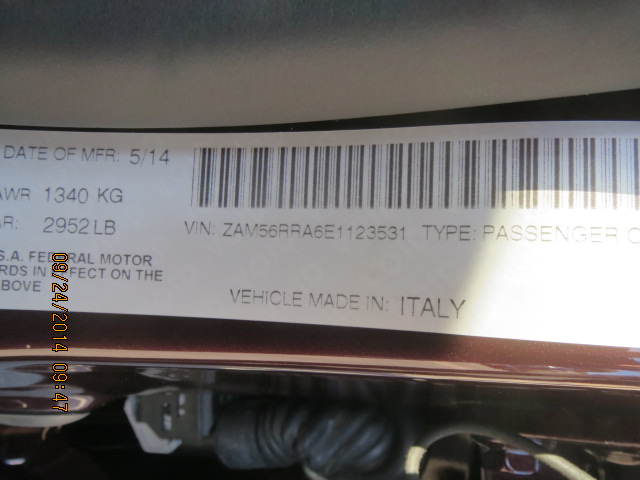 DATE OF MFR: 5/14
AWR 1340 KG
R: 2952 LB
VIN: ZAM56RRA6E1123531 TYPE: PASSENGER C
S.A. FEDERAL MOTOR
RDS IN EFFECT ON THE
ABOVE
VEHICLE MADE IN: ITALY
09/24/2014 09:47